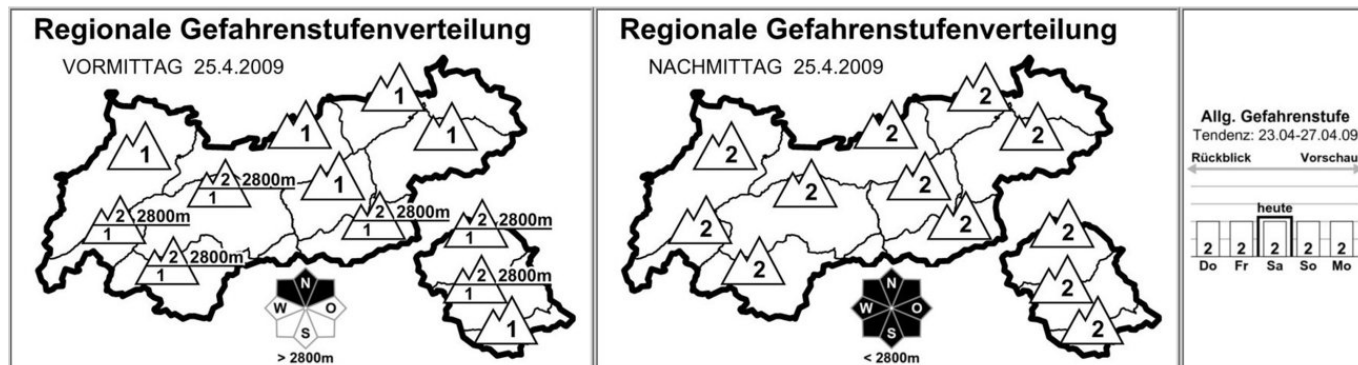 Regionale Gefahrenstufenverteilung
VORMITTAG 25.4.2009
1
1
1
1
1
2 2800m
1
2 2800m
1
2 2800m
1
2 2800m
1
2 2800m
1
2 2800m
1
1
N
W O
S
> 2800m
Regionale Gefahrenstufenverteilung
NACHMITTAG 25.4.2009
2
2
2
2
2
2
2
2
2
2
2
2
N
W O
S
< 2800m
Allg. Gefahrenstufe
Tendenz: 23.04-27.04.09
Rückblick Vorschau
heute
2 2 2 2 2
Do Fr Sa So Mo